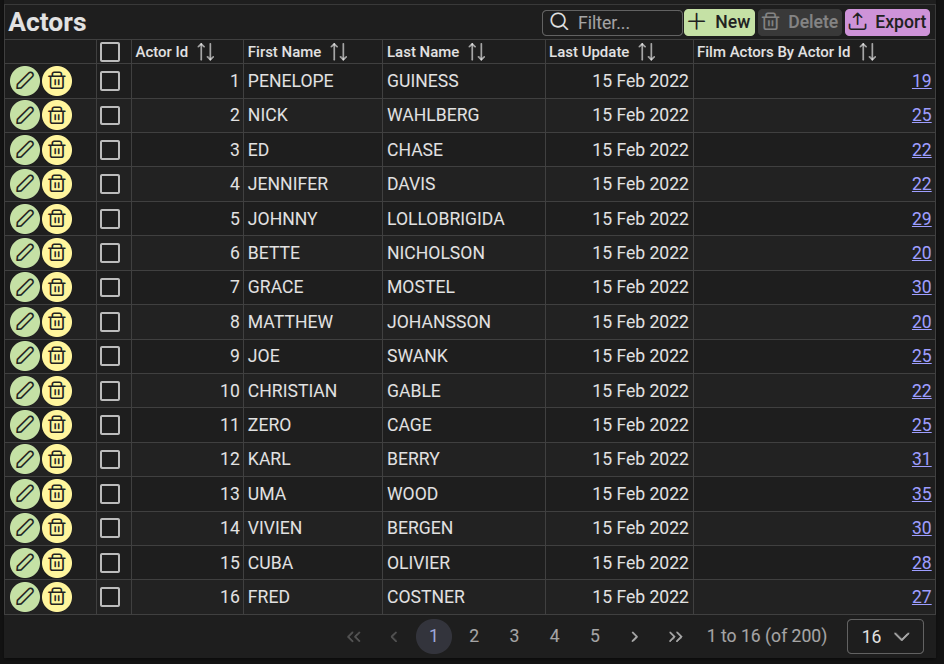 Actors Filter... New Delete Export
Actor Id First Name Last Name Last Update Film Actors By Actor Id
1 PENELOPE GUINESS 15 Feb 2022 19
2 NICK WAHLBERG 15 Feb 2022 25
3 ED CHASE 15 Feb 2022 22
4 JENNIFER DAVIS 15 Feb 2022 22
5 JOHNNY LOLLOBRIGIDA 15 Feb 2022 29
6 BETTE NICHOLSON 15 Feb 2022 20
7 GRACE MOSTEL 15 Feb 2022 30
8 MATTHEW JOHANSSON 15 Feb 2022 20
9 JOE SWANK 15 Feb 2022 25
10 CHRISTIAN GABLE 15 Feb 2022 22
11 ZERO CAGE 15 Feb 2022 25
12 KARL BERRY 15 Feb 2022 31
13 UMA WOOD 15 Feb 2022 35
14 VIVIEN BERGEN 15 Feb 2022 30
15 CUBA OLIVIER 15 Feb 2022 28
16 FRED COSTNER 15 Feb 2022 27
« ‹ 1 2 3 4 5 › » 1 to 16 (of 200) 16